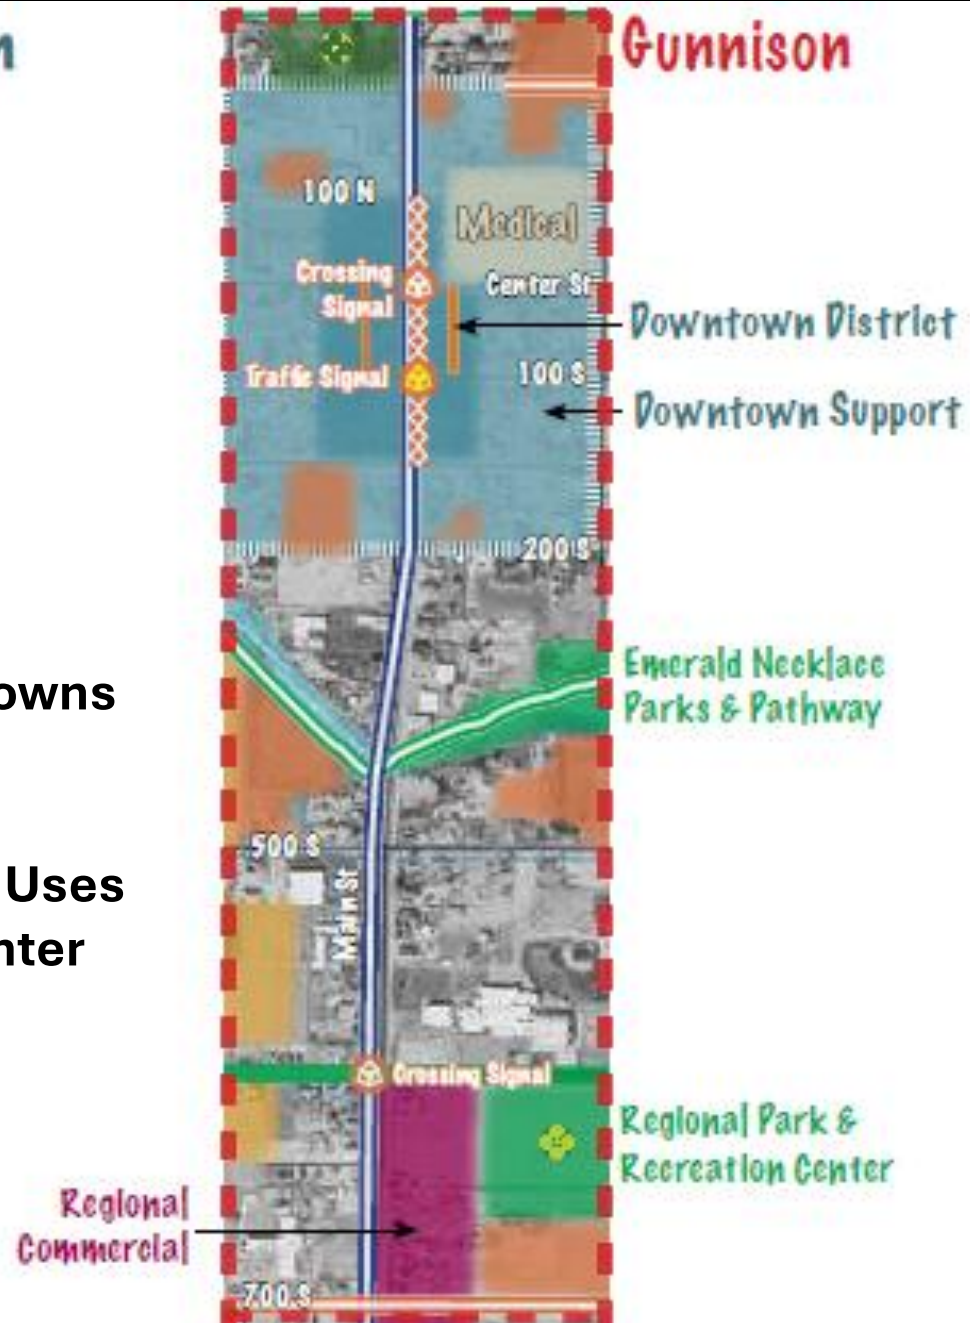 n
Gunnison
100 N
Medical
Crossing
Signal
Center St
Downtown District
Traffic Signal
100 S
Downtown Support
200 S
Emerald Necklace
Parks & Pathway
owns
500 S
Uses
nter
Main St
Crossing Signal
Regional Park &
Recreation Center
Regional
Commercial
700 S